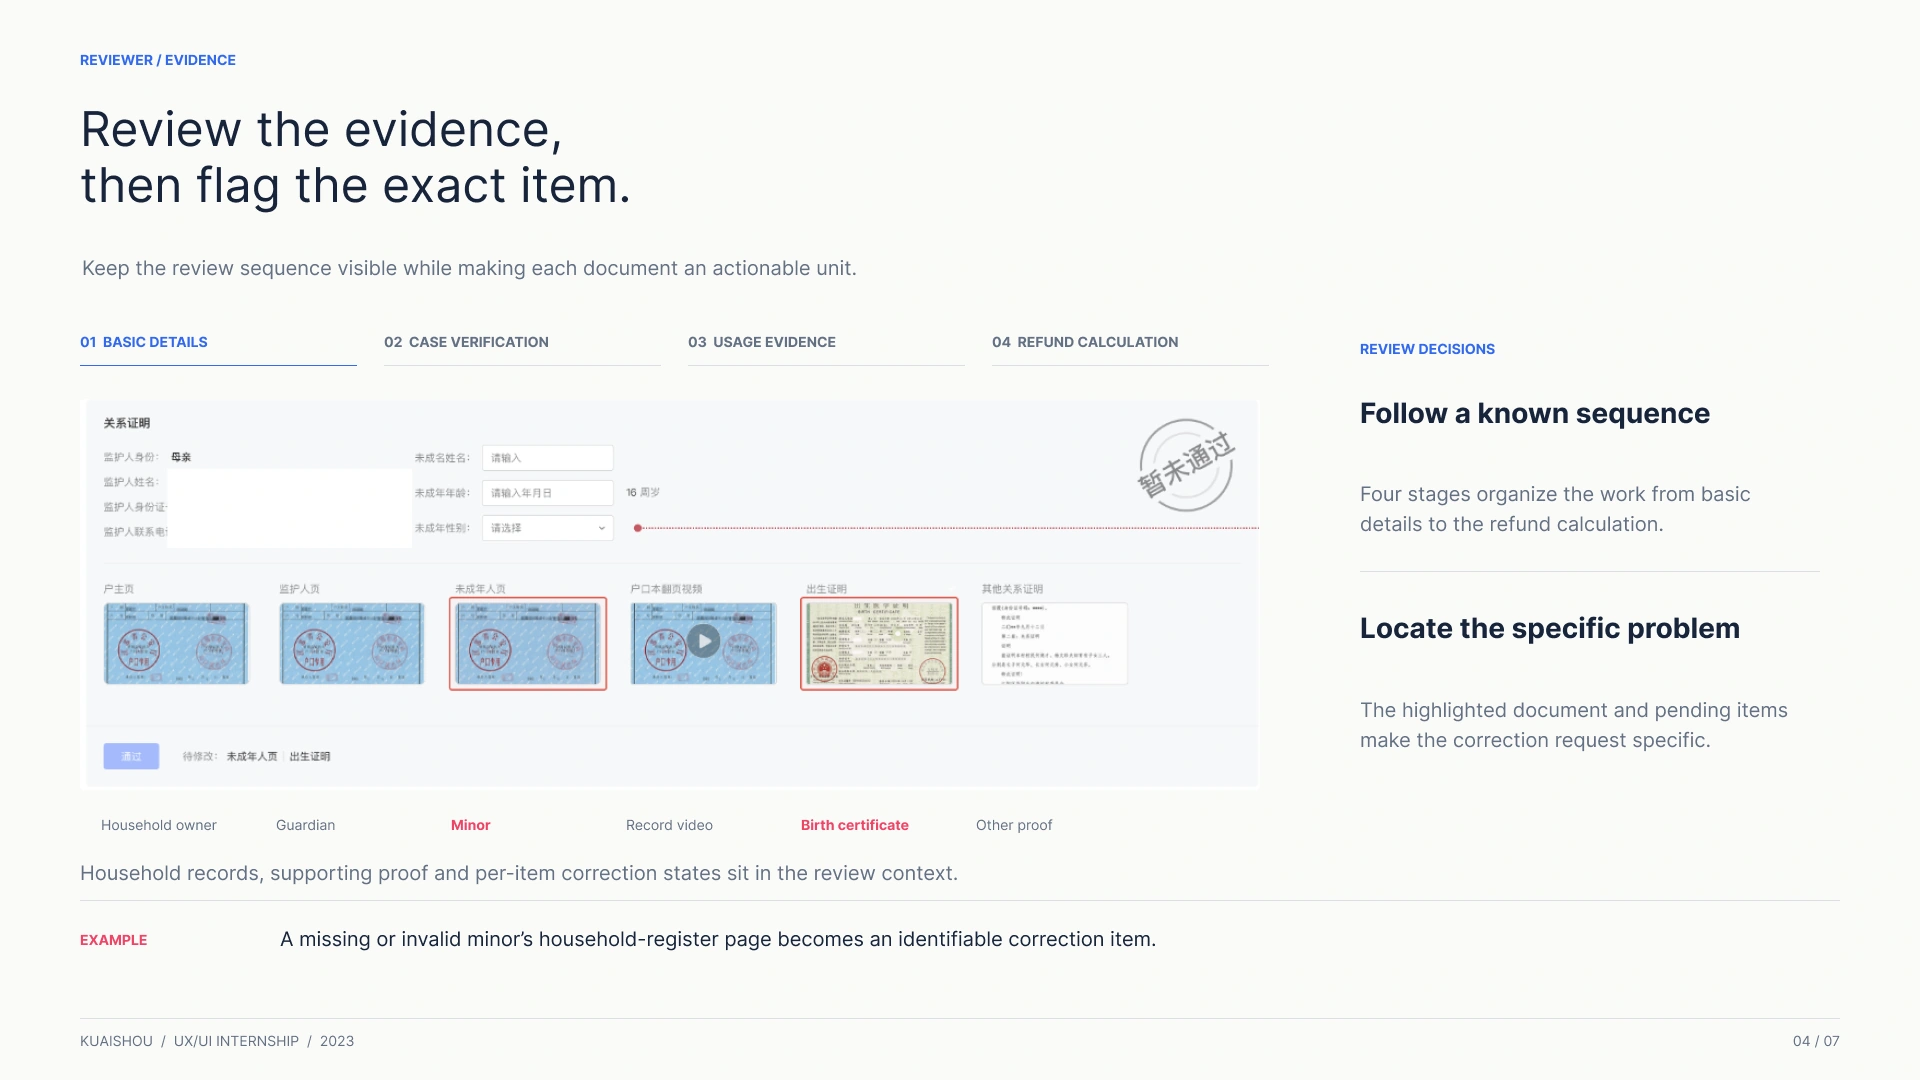 REVIEWER / EVIDENCE
Review the evidence,
then flag the exact item.
Keep the review sequence visible while making each document an actionable unit.
01 BASIC DETAILS
02 CASE VERIFICATION
03 USAGE EVIDENCE
04 REFUND CALCULATION
关系证明
监护人身份: 母亲
监护人姓名:
监护人身份证
监护人联系电
未成名姓名: 请输入
未成年年龄: 请输入年月日 16 周岁
未成年性别: 请选择
暂未通过
户主页
监护人页
未成年人页
户口本翻页视频
出生证明
其他关系证明
通过
待修改: 未成年人页 | 出生证明
Household owner
Guardian
Minor
Record video
Birth certificate
Other proof
Household records, supporting proof and per-item correction states sit in the review context.
REVIEW DECISIONS
Follow a known sequence
Four stages organize the work from basic
details to the refund calculation.
Locate the specific problem
The highlighted document and pending items
make the correction request specific.
EXAMPLE
A missing or invalid minor’s household-register page becomes an identifiable correction item.
KUAISHOU / UX/UI INTERNSHIP / 2023
04 / 07